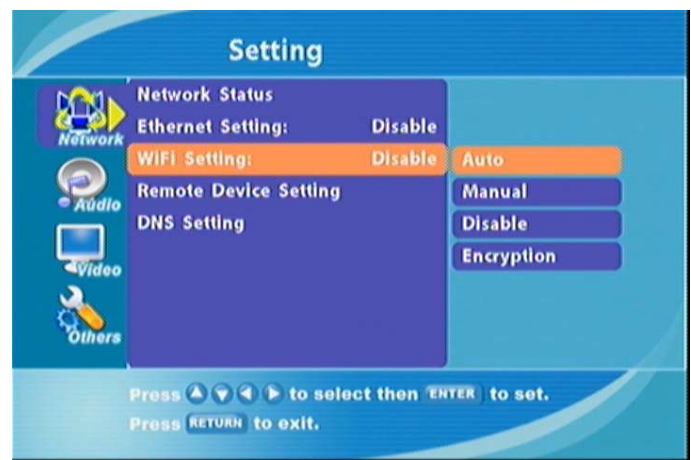 Setting
Network
Audio
Video
Others
Network Status
Ethernet Setting: Disable
WiFi Setting: Disable
Remote Device Setting
DNS Setting
Auto
Manual
Disable
Encryption
Press to select then ENTER to set.
Press RETURN to exit.